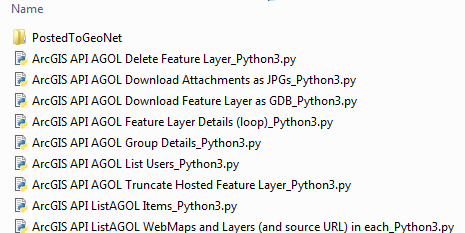 Name
PostedToGeoNet
ArcGIS API AGOL Delete Feature Layer_Python3.py
ArcGIS API AGOL Download Attachments as JPGs_Python3.py
ArcGIS API AGOL Download Feature Layer as GDB_Python3.py
ArcGIS API AGOL Feature Layer Details (loop)_Python3.py
ArcGIS API AGOL Group Details_Python3.py
ArcGIS API AGOL List Users_Python3.py
ArcGIS API AGOL Truncate Hosted Feature Layer_Python3.py
ArcGIS API ListAGOL Items_Python3.py
ArcGIS API ListAGOL WebMaps and Layers (and source URL) in each_Python3.py